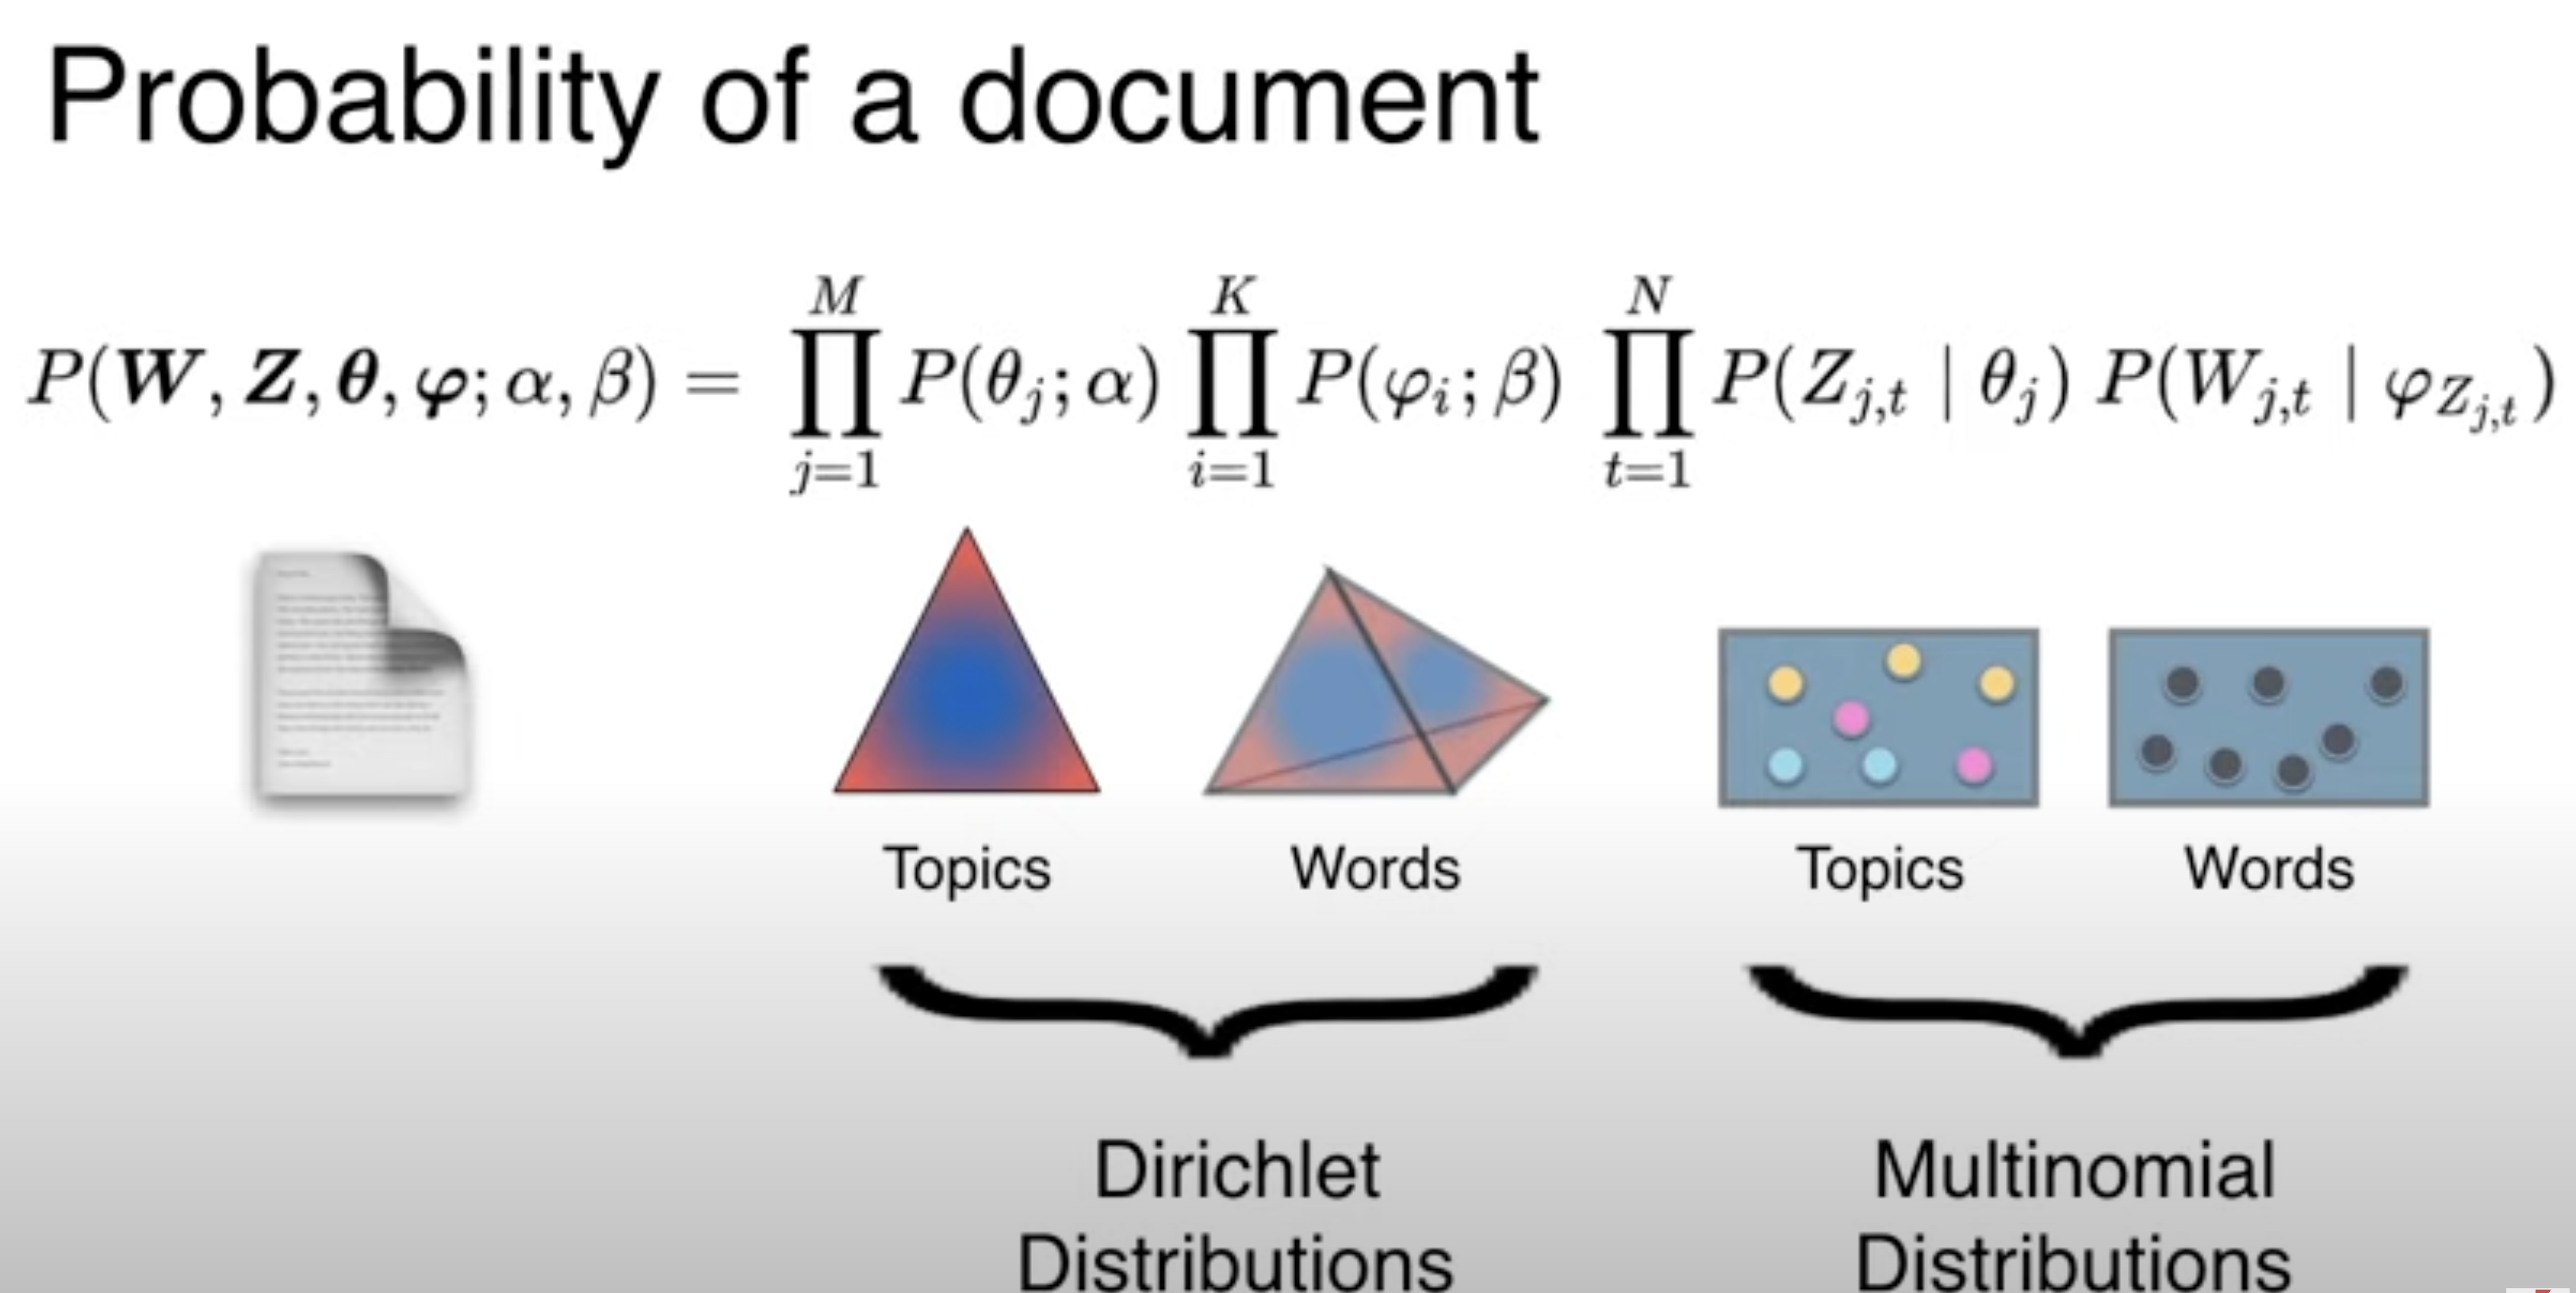 Probability of a document
P(W, Z, θ, φ; α, β) = ∏_{j=1}^{M} P(θ_j; α) ∏_{i=1}^{K} P(φ_i; β) ∏_{t=1}^{N} P(Z_{j,t} | θ_j) P(W_{j,t} | φ_{Z_{j,t}})
Topics Words Topics Words
Dirichlet Multinomial
Distributions Distributions